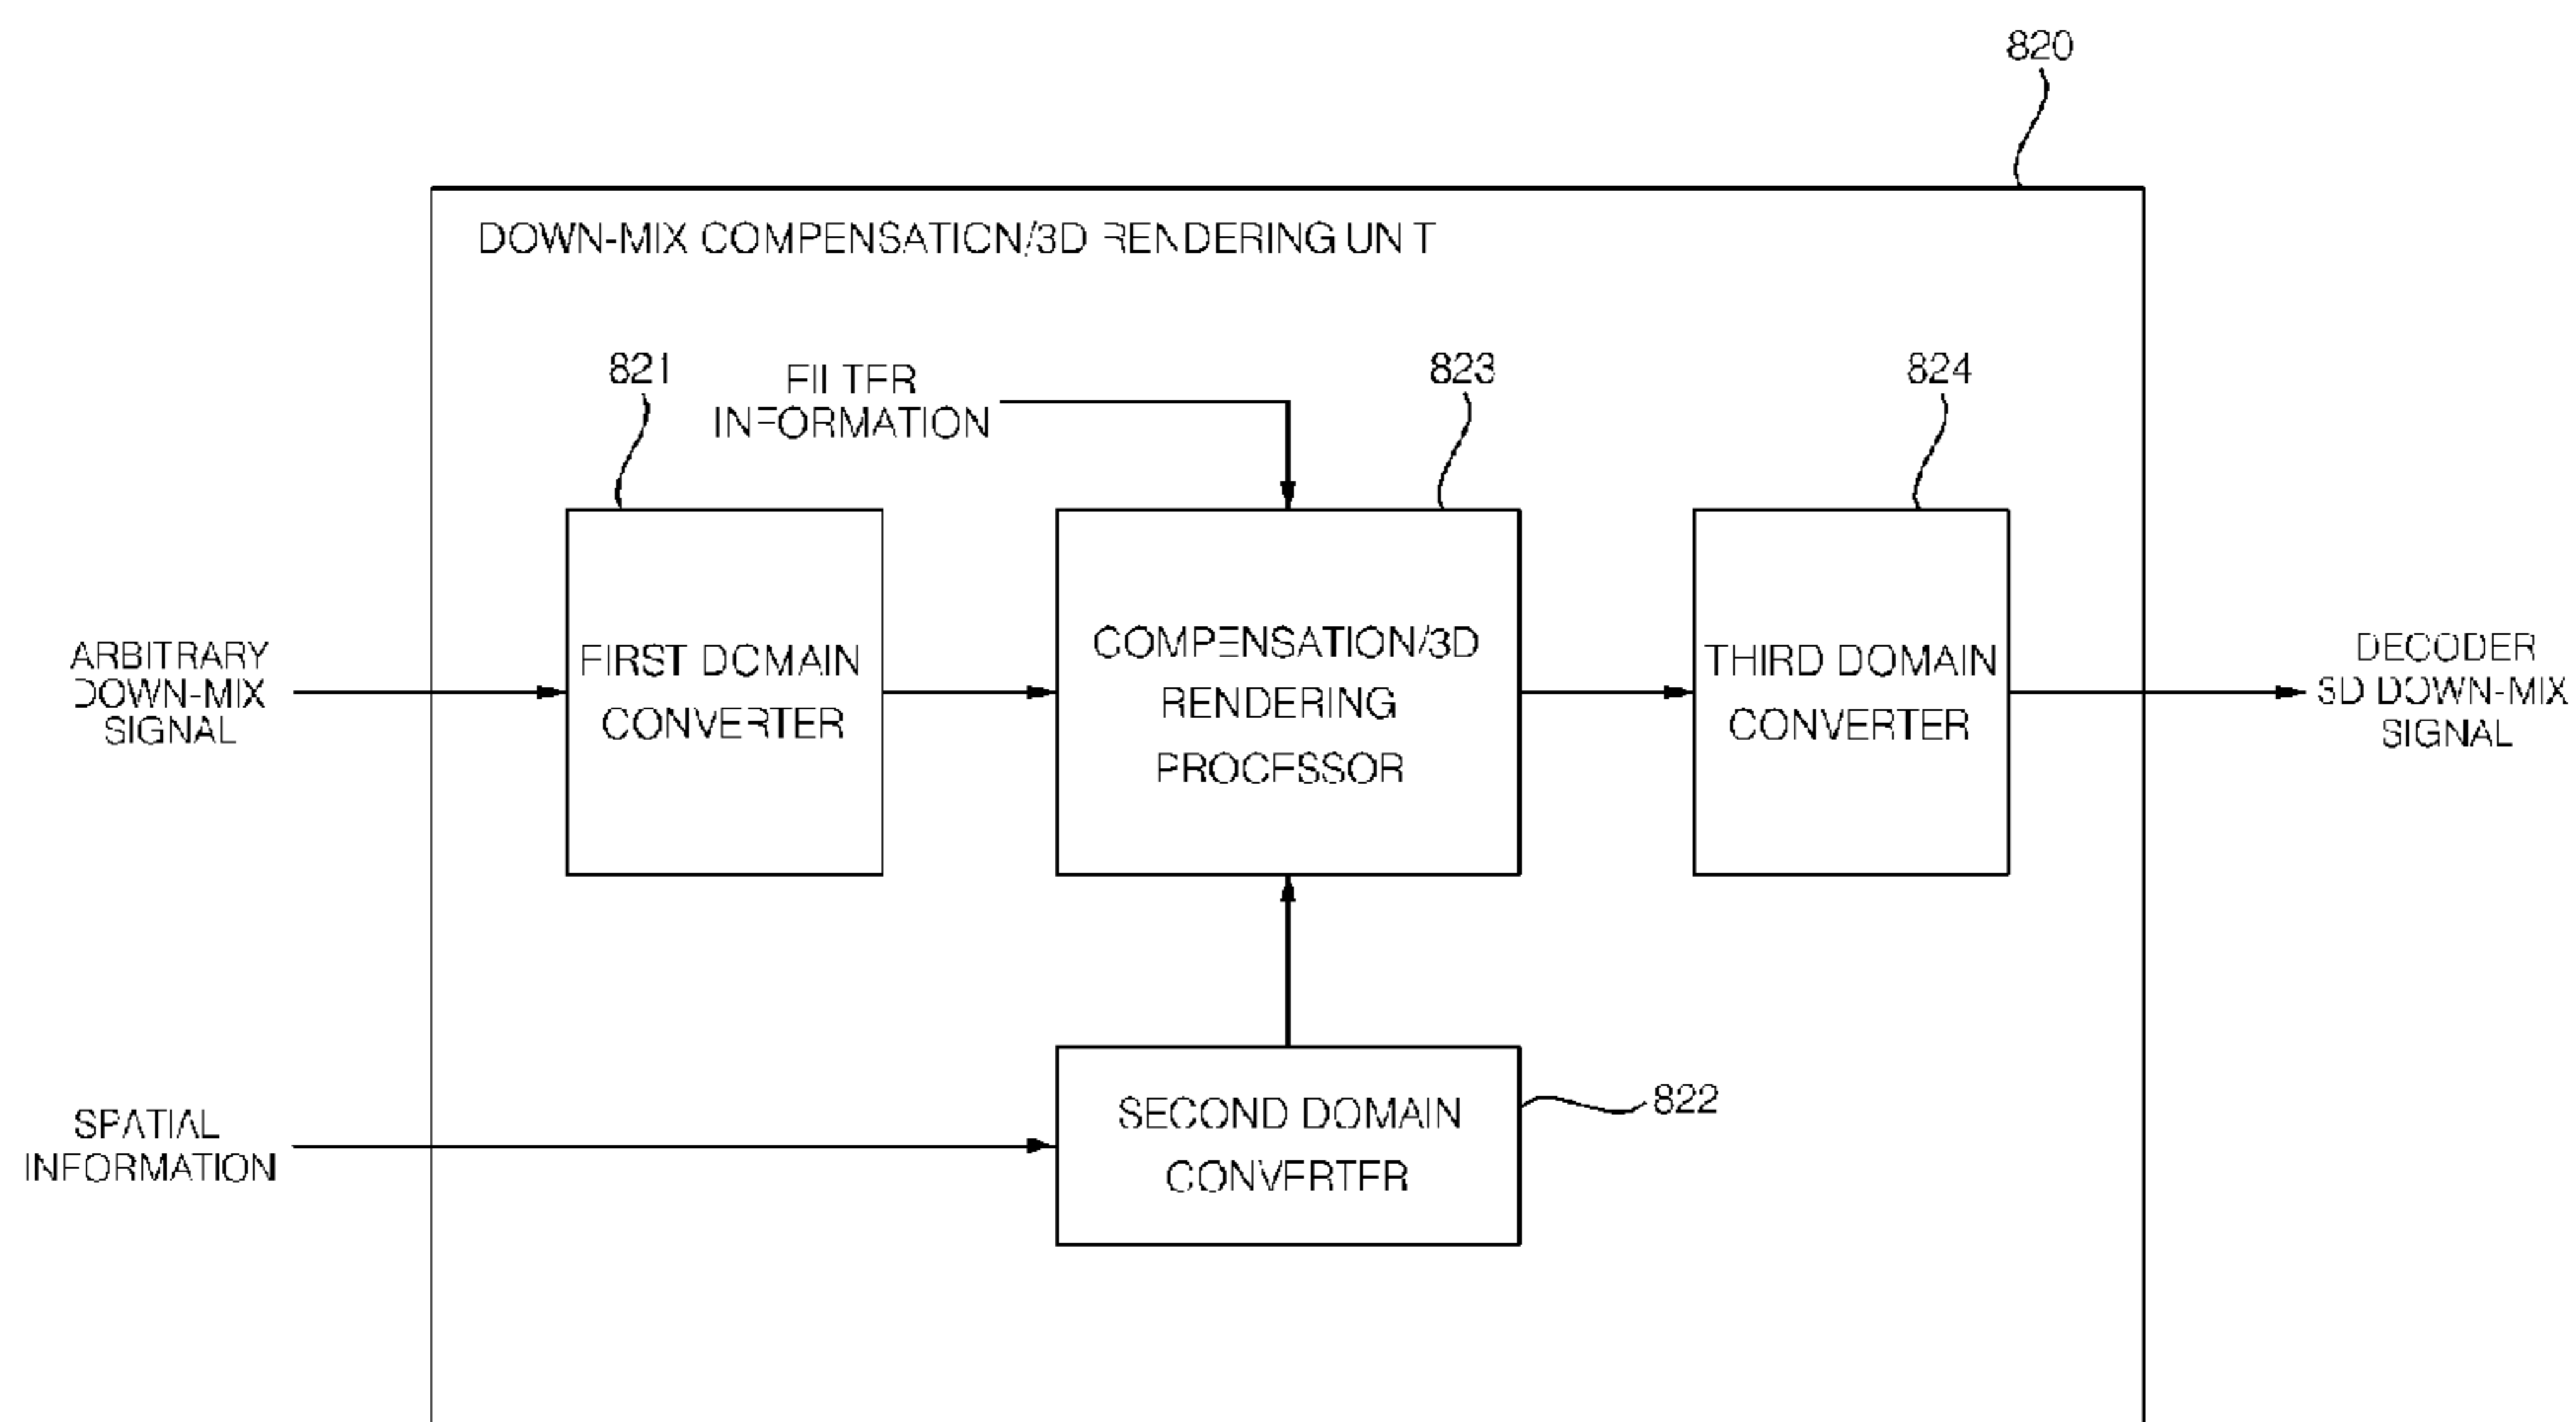 820
DOWN-MIX COMPENSATION/3D RENDERING UNIT
821
FILTER
INFORMATION
823
824
ARBITRARY
DOWN-MIX
SIGNAL
FIRST DOMAIN
CONVERTER
COMPENSATION/3D
RENDERING
PROCESSOR
THIRD DOMAIN
CONVERTER
DECODER
3D DOWN-MIX
SIGNAL
SPATIAL
INFORMATION
SECOND DOMAIN
CONVERTER
822